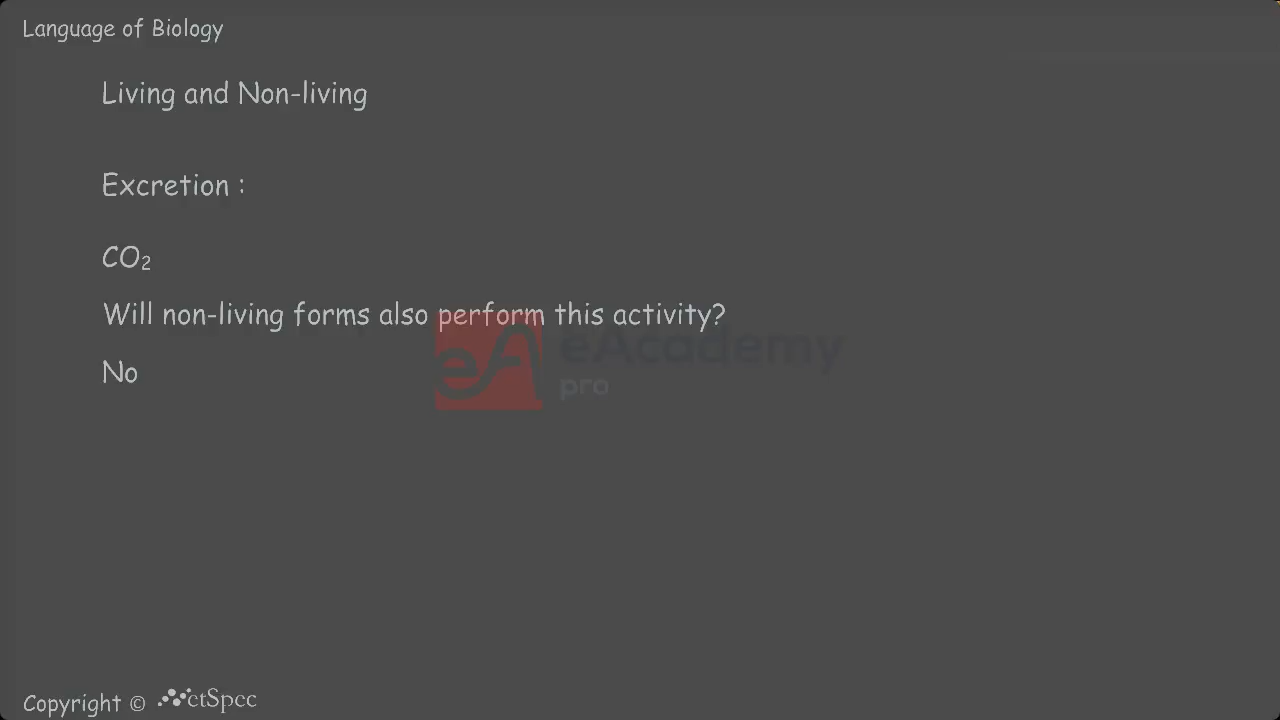 Language of Biology
Living and Non-living
Excretion :
CO₂
Will non-living forms also perform this activity?
eAcademy
No
pro
Copyright © ctSpec